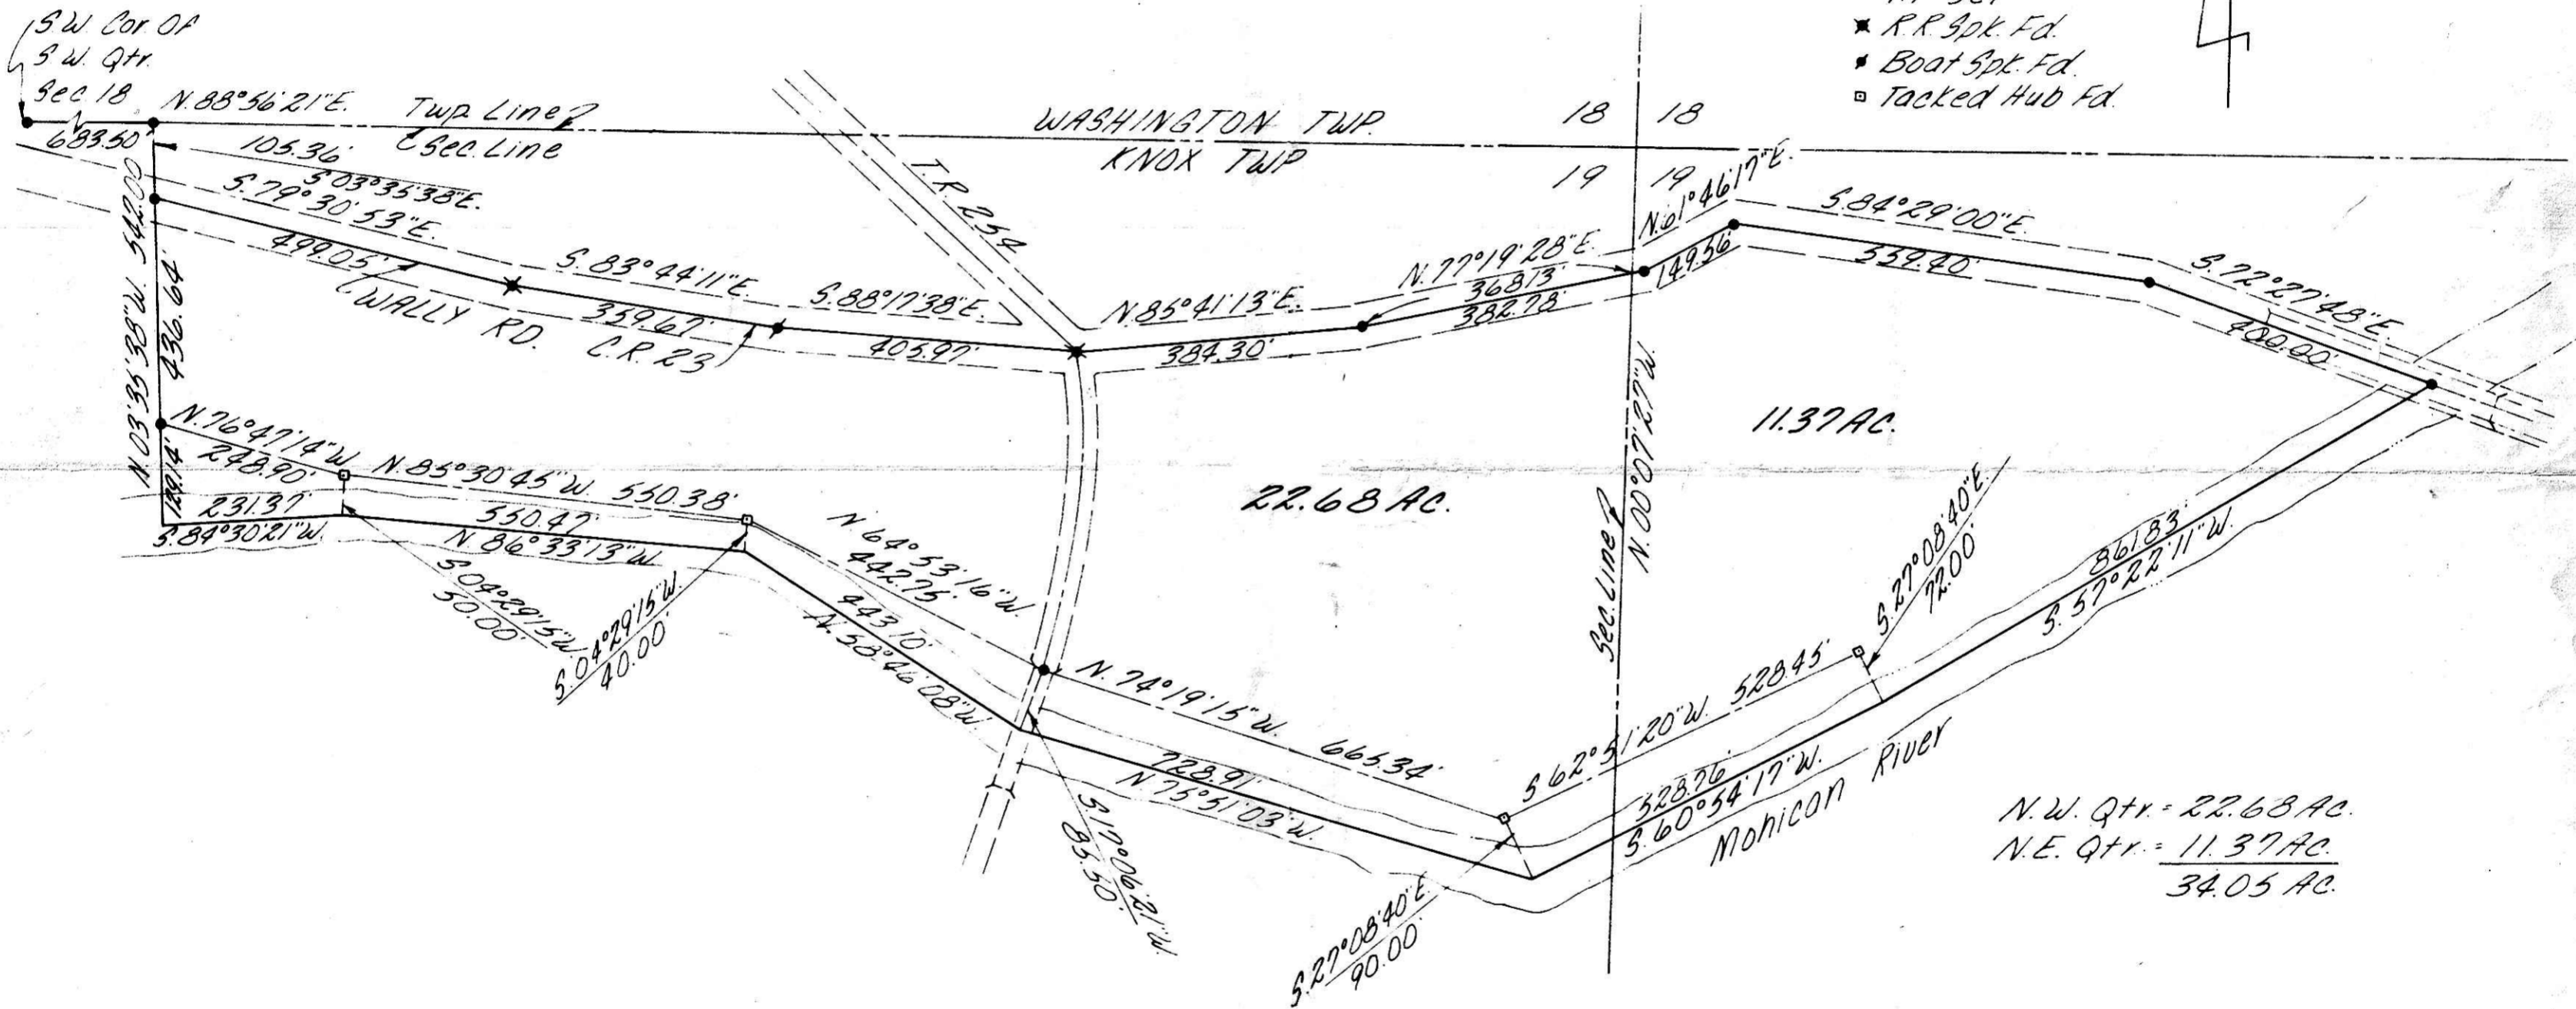 S.W. Cor. Of
S.W. Qtr.
Sec. 18
N. 88° 56' 21" E.
683.50'
Twp. Line
Sec. Line
105.36'
S. 03° 35' 38" E.
WASHINGTON TWP.
KNOX TWP
18
18
19
19
R.R. Spk. Fd.
Boat Spk. Fd.
Tacked Hub Fd.
T.R. 254
S. 79° 30' 53" E.
499.05'
WALLY RD. C.R. 23
S. 83° 44' 11" E.
359.67'
S. 88° 17' 38" E.
405.97'
N. 85° 41' 13" E.
384.30'
N. 77° 19' 28" E.
368.13'
382.78'
N. 61° 46' 17" E.
149.56'
S. 84° 29' 00" E.
559.40'
S. 72° 27' 48" E.
400.00'
N. 03° 35' 38" W. 542.00'
436.64'
129.14'
N. 76° 47' 14" W.
248.90'
N. 85° 30' 45" W. 550.38'
231.37'
S. 84° 30' 21" W.
550.47'
N. 86° 33' 13" W.
S. 04° 29' 15" W.
50.00'
S. 04° 29' 15" W.
40.00'
N. 64° 53' 16" W.
442.75'
443.10'
N. 58° 46' 08" W.
22.68 AC.
11.37 AC.
Sec. Line
N. 00° 07' 27" W.
N. 74° 19' 15" W. 665.34'
728.91'
N. 75° 51' 03" W.
S. 17° 06' 21" W.
85.50'
S. 62° 51' 20" W. 528.45'
528.76'
S. 60° 54' 17" W.
S. 27° 08' 40" E.
72.00'
861.83'
S. 57° 22' 11" W.
S. 27° 08' 40" E.
90.00'
Mohican River
N.W. Qtr. = 22.68 AC.
N.E. Qtr. = 11.37 AC.
34.05 AC.